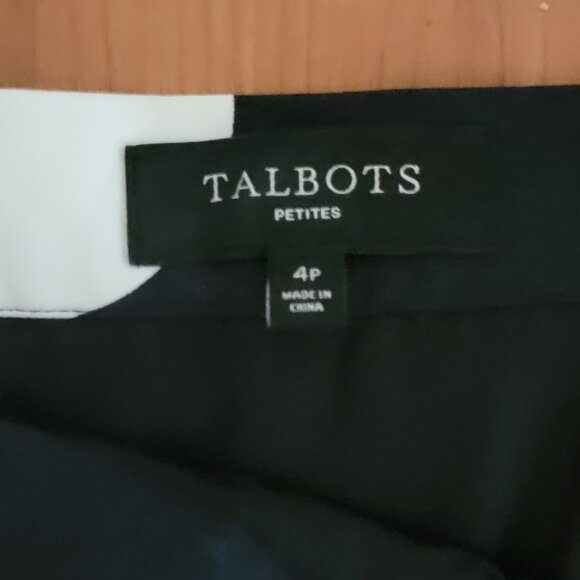 TALBOTS
PETITES
4P
MADE IN
CHINA